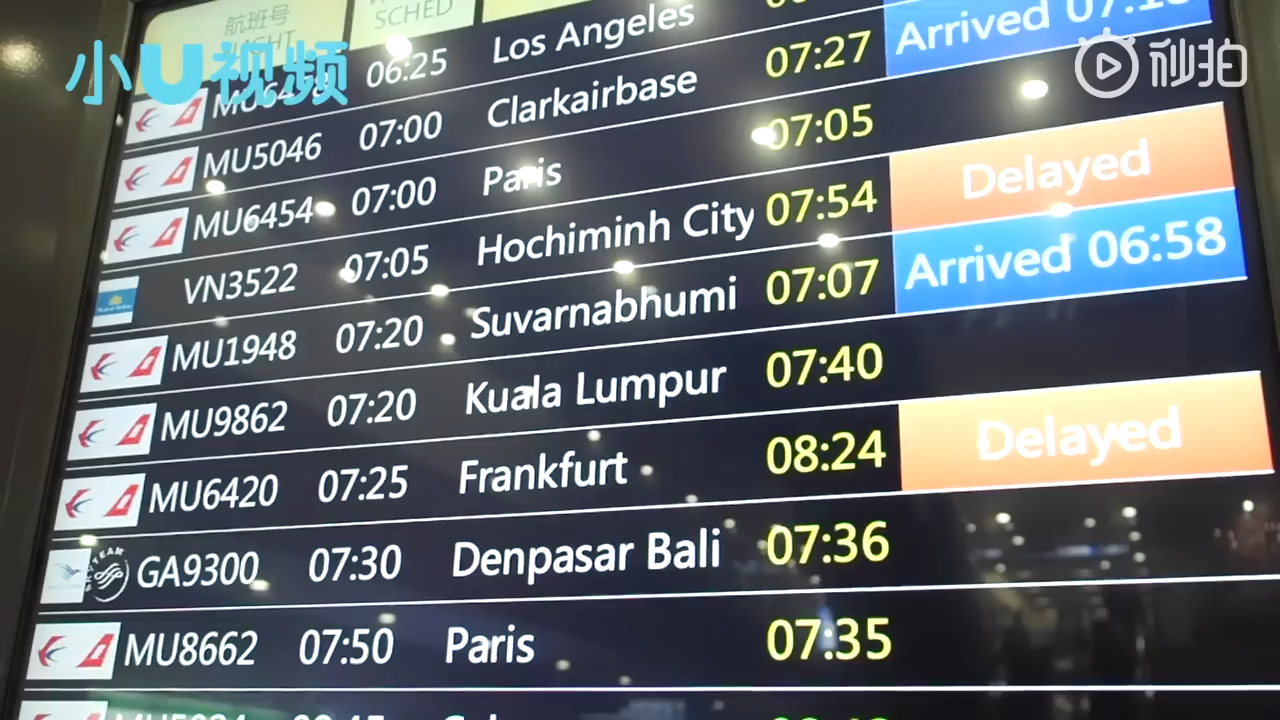 小U视频
秒拍
航班号
SCHED
06:25 Los Angeles Arrived
MU5046 07:00 Clarkairbase 07:27
MU6454 07:00 Paris 07:05
VN3522 07:05 Hochiminh City 07:54 Delayed
MU1948 07:20 Suvarnabhumi 07:07 Arrived 06:58
MU9862 07:20 Kuala Lumpur 07:40
MU6420 07:25 Frankfurt 08:24 Delayed
GA9300 07:30 Denpasar Bali 07:36
MU8662 07:50 Paris 07:35